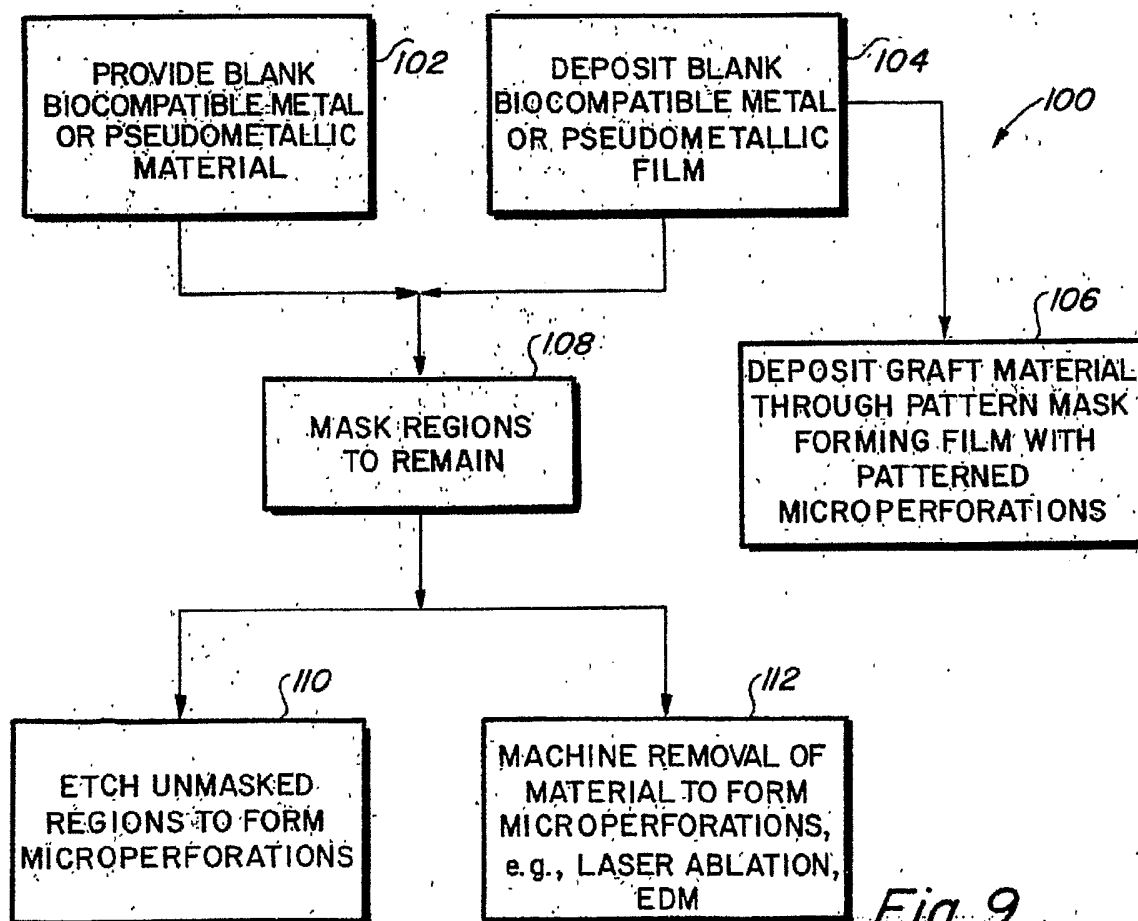 PROVIDE BLANK
BIOCOMPATIBLE METAL
OR PSEUDOMETALLIC
MATERIAL
102
DEPOSIT BLANK
BIOCOMPATIBLE METAL
OR PSEUDOMETALLIC
FILM
104
100
106
DEPOSIT GRAFT MATERIAL
THROUGH PATTERN MASK
FORMING FILM WITH
PATTERNED
MICROPERFORATIONS
108
MASK REGIONS
TO REMAIN
110
ETCH UNMASKED
REGIONS TO FORM
MICROPERFORATIONS
112
MACHINE REMOVAL OF
MATERIAL TO FORM
MICROPERFORATIONS,
e.g., LASER ABLATION,
EDM
Fig. 9